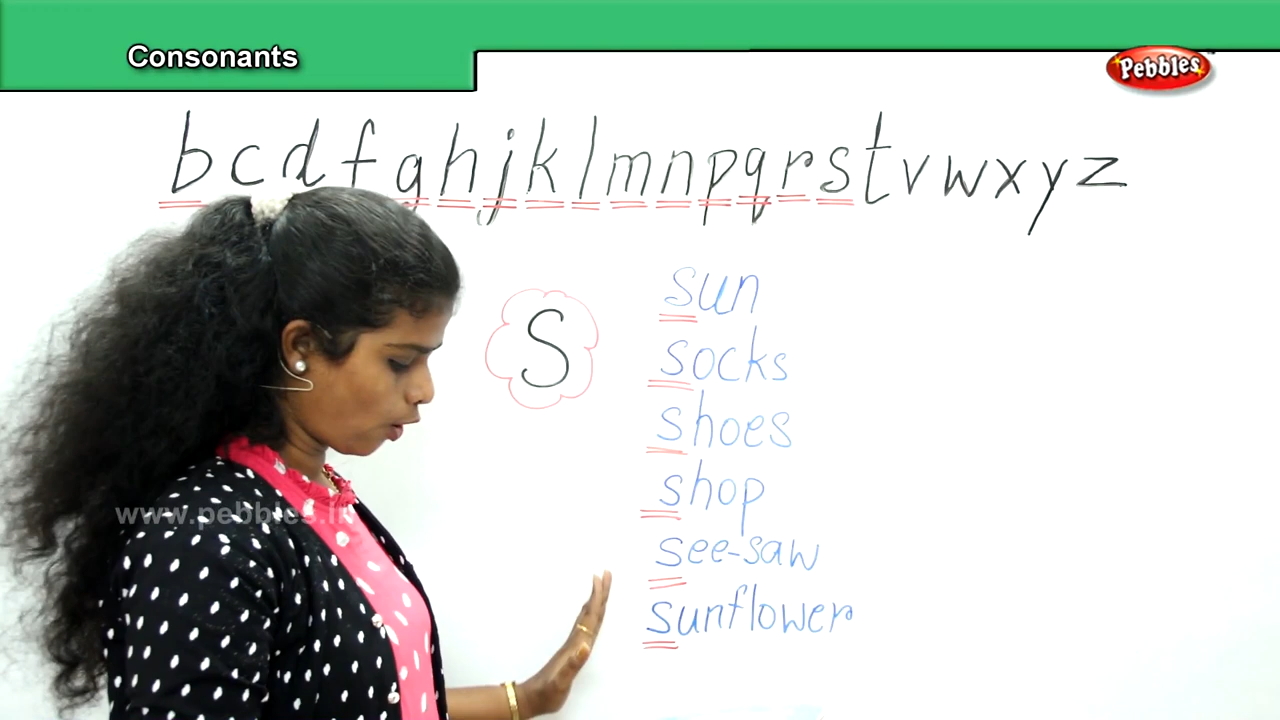 Consonants
Pebbles
b c d f g h j k l m n p q r s t v w x y z
S
sun
socks
shoes
shop
see-saw
sunflower
www.pebbles.in